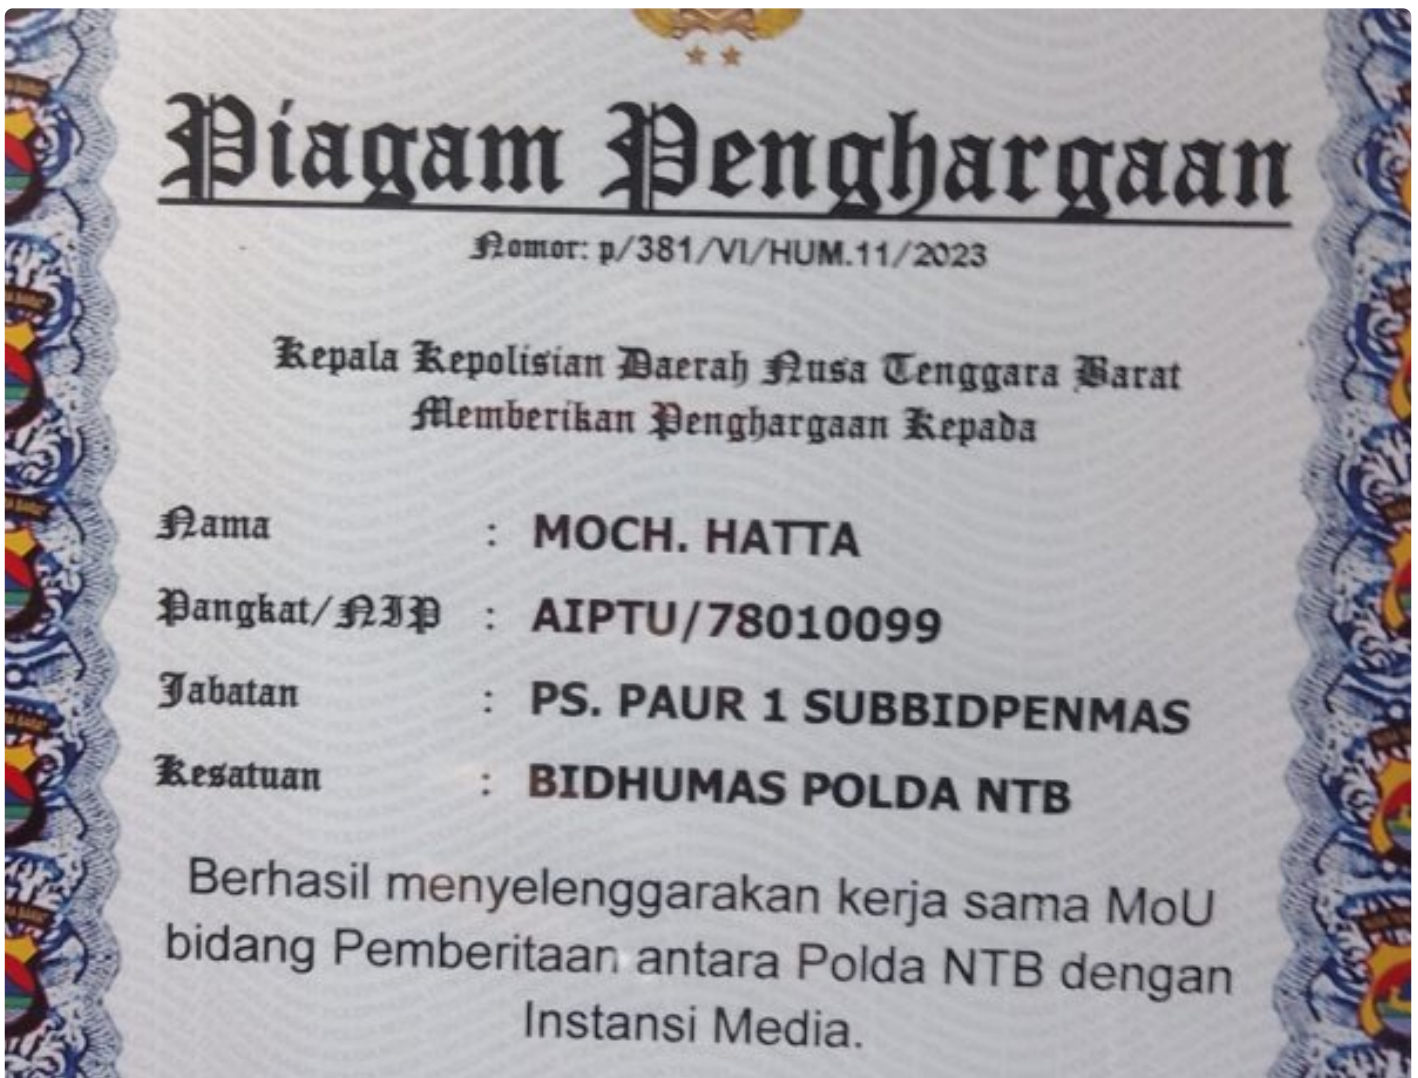 Piagam Penghargaan
Nomor: p/381/VI/HUM.11/2023
Kepala Kepolisian Daerah Nusa Tenggara Barat
Memberikan Penghargaan Kepada
Nama : MOCH. HATTA
Pangkat/NIP : AIPTU/78010099
Jabatan : PS. PAUR 1 SUBBIDPENMAS
Kesatuan : BIDHUMAS POLDA NTB
Berhasil menyelenggarakan kerja sama MoU
bidang Pemberitaan antara Polda NTB dengan
Instansi Media.